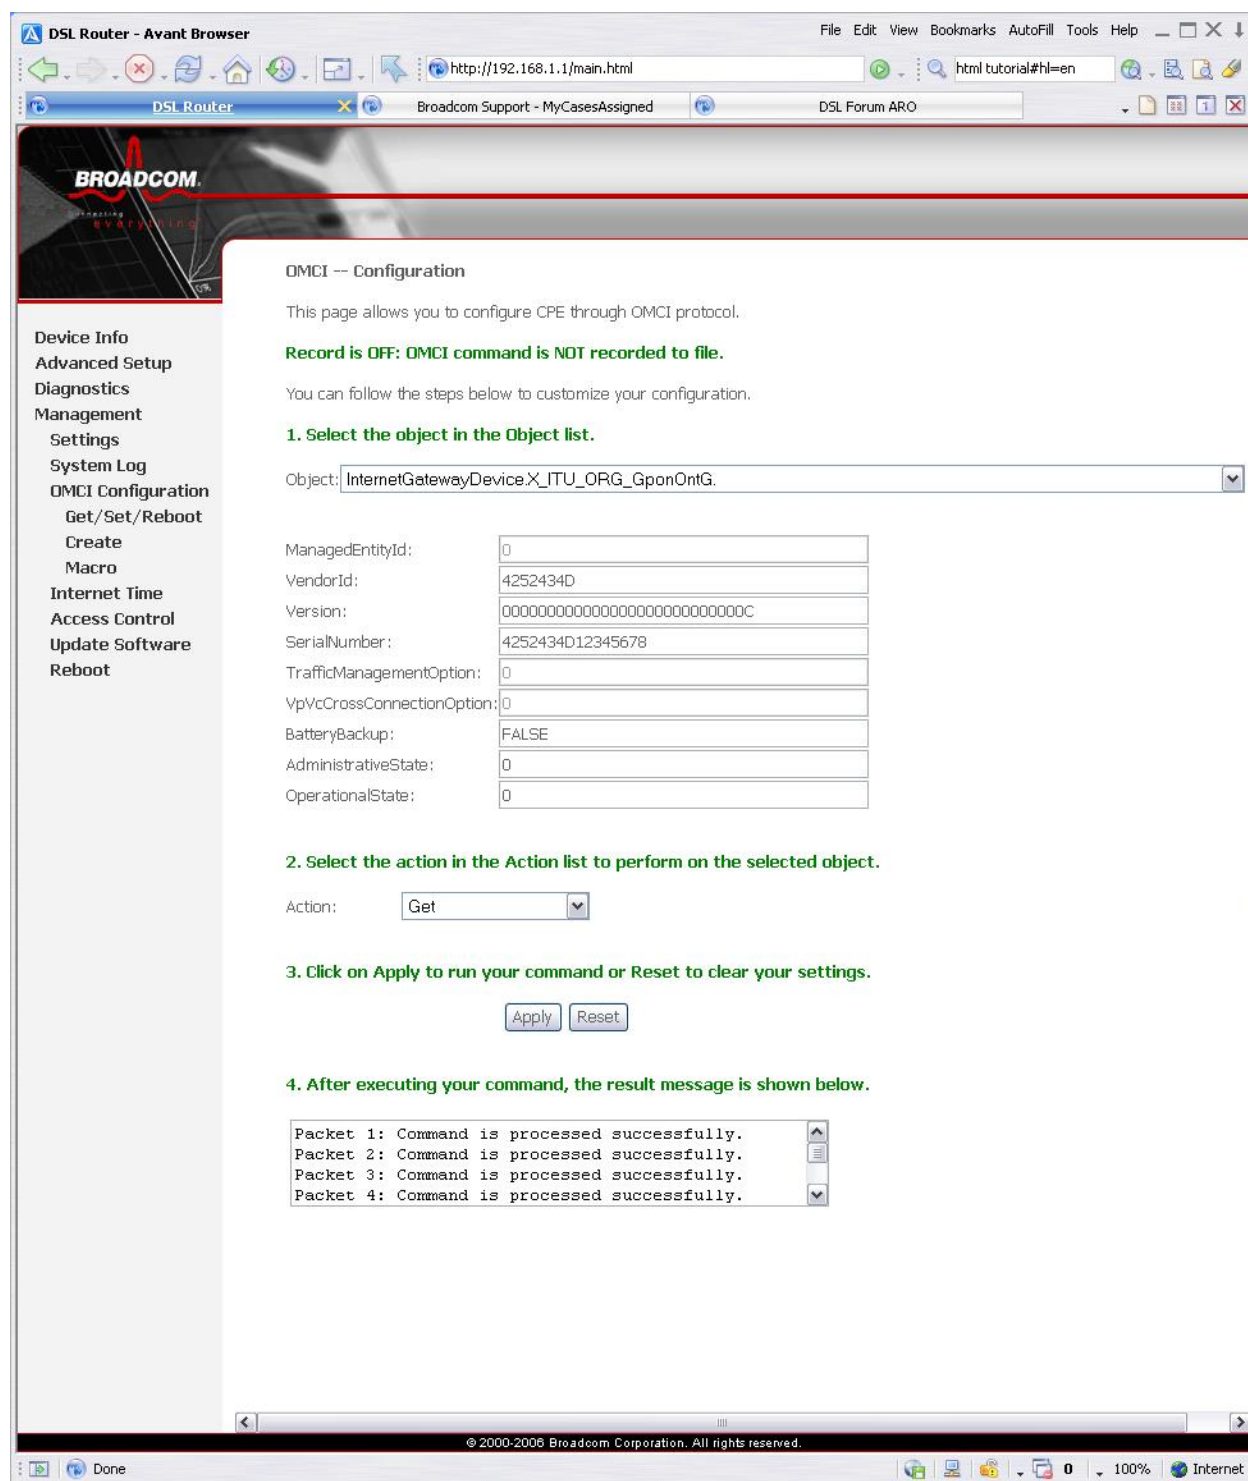 DSL Router - Avant Browser
File Edit View Bookmarks AutoFill Tools Help
http://192.168.1.1/main.html
html tutorial#hl=en
DSL Router
Broadcom Support - MyCasesAssigned
DSL Forum ARO
BROADCOM.
Connecting
everything
OMCI -- Configuration
This page allows you to configure CPE through OMCI protocol.
Record is OFF: OMCI command is NOT recorded to file.
You can follow the steps below to customize your configuration.
1. Select the object in the Object list.
Object: InternetGatewayDevice.X_ITU_ORG_GponOntG.
Device Info
Advanced Setup
Diagnostics
Management
Settings
System Log
OMCI Configuration
Get/Set/Reboot
Create
Macro
Internet Time
Access Control
Update Software
Reboot
ManagedEntityId: 0
VendorId: 4252434D
Version: 000000000000000000000000000C
SerialNumber: 4252434D12345678
TrafficManagementOption: 0
VpVcCrossConnectionOption: 0
BatteryBackup: FALSE
AdministrativeState: 0
OperationalState: 0
2. Select the action in the Action list to perform on the selected object.
Action: Get
3. Click on Apply to run your command or Reset to clear your settings.
Apply Reset
4. After executing your command, the result message is shown below.
Packet 1: Command is processed successfully.
Packet 2: Command is processed successfully.
Packet 3: Command is processed successfully.
Packet 4: Command is processed successfully.
© 2000-2006 Broadcom Corporation. All rights reserved.
Done
0
100%
Internet